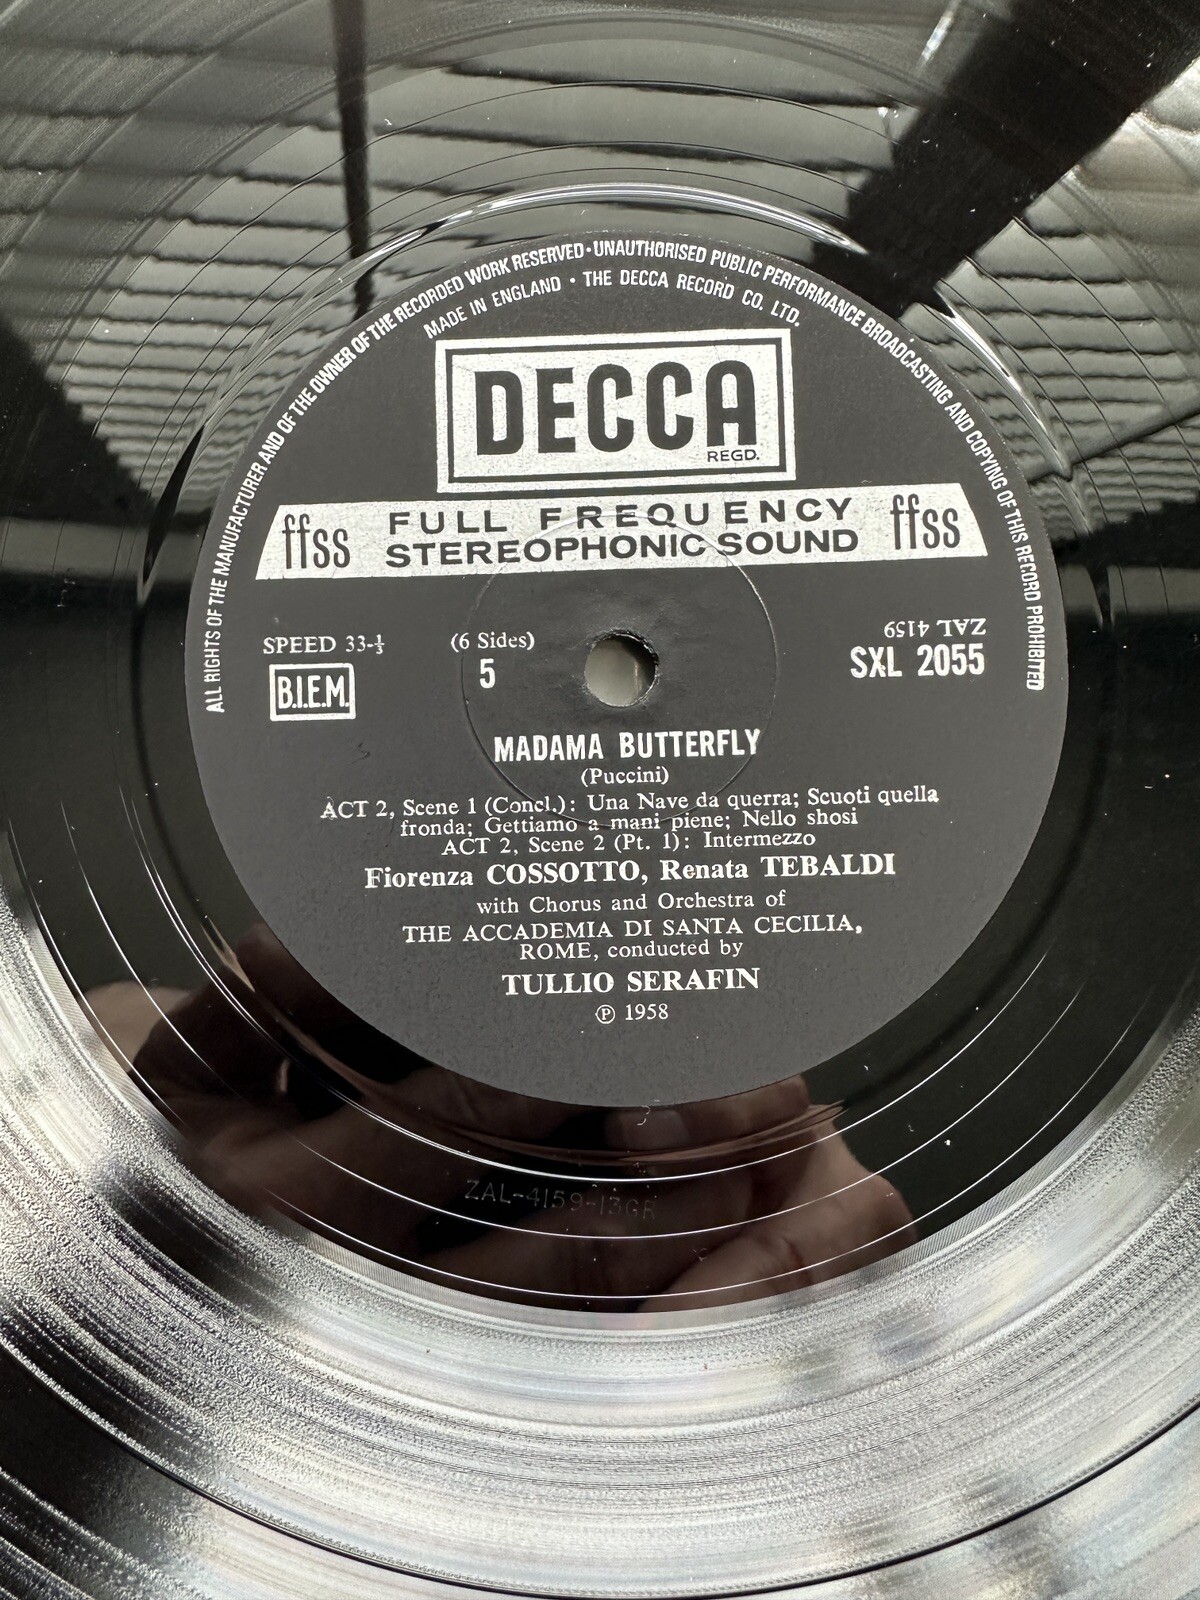 ALL RIGHTS OF THE MANUFACTURER AND OF THE OWNER OF THE RECORDED WORK RESERVED · UNAUTHORISED PUBLIC PERFORMANCE BROADCASTING AND COPYING OF THIS RECORD PROHIBITED
MADE IN ENGLAND · THE DECCA RECORD CO. LTD.
DECCA
REGD.
ffss FULL FREQUENCY STEREOPHONIC SOUND ffss
SPEED 33-⅓
(6 Sides)
ZAL 4159
B.I.E.M.
5
SXL 2055
MADAMA BUTTERFLY
(Puccini)
ACT 2, Scene 1 (Concl.): Una Nave da querra; Scuoti quella
fronda; Gettiamo a mani piene; Nello shosi
ACT 2, Scene 2 (Pt. 1): Intermezzo
Fiorenza COSSOTTO, Renata TEBALDI
with Chorus and Orchestra of
THE ACCADEMIA DI SANTA CECILIA,
ROME, conducted by
TULLIO SERAFIN
℗ 1958
ZAL-4159-13GR